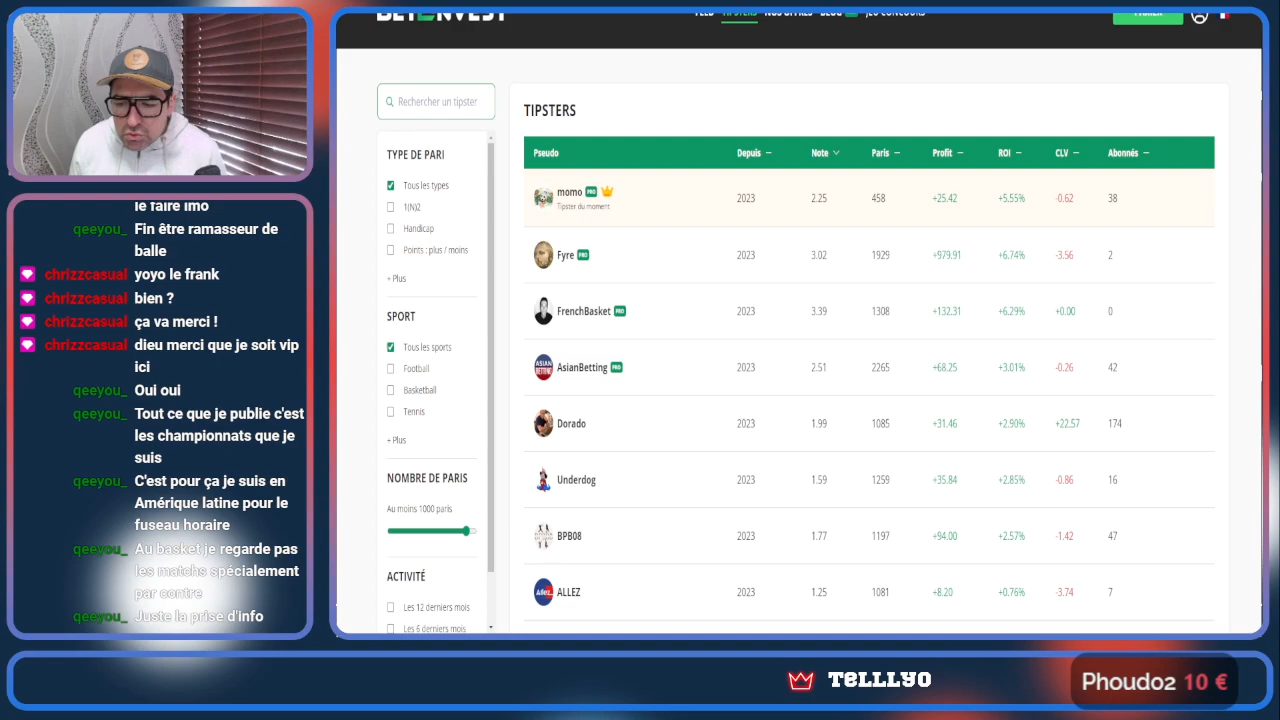 le faire imo
qeeyou_ Fin être ramasseur de
balle
chrizzcasual yoyo le frank
chrizzcasual bien ?
chrizzcasual ça va merci !
chrizzcasual dieu merci que je soit vip
ici
qeeyou_ Oui oui
qeeyou_ Tout ce que je publie c'est
les championnats que je
suis
qeeyou_ C'est pour ça je suis en
Amérique latine pour le
fuseau horaire
qeeyou_ Au basket je regarde pas
les matchs spécialement
par contre
qeeyou_ Juste la prise d'info
TIPSTERS NOS OFFRES BLOG JEU CONCOURS
Rechercher un tipster
TYPE DE PARI
Tous les types
1(N)2
Handicap
Points : plus / moins
+ Plus
SPORT
Tous les sports
Football
Basketball
Tennis
+ Plus
NOMBRE DE PARIS
Au moins 1000 paris
ACTIVITÉ
Les 12 derniers mois
Les 6 derniers mois
TIPSTERS
Pseudo Depuis Note Paris Profit ROI CLV Abonnés
momo PRO 2023 2.25 458 +25.42 +5.55% -0.62 38
Tipster du moment
Fyre PRO 2023 3.02 1929 +979.91 +6.74% -3.56 2
FrenchBasket PRO 2023 3.39 1308 +132.31 +6.29% +0.00 0
ASIAN BETTING AsianBetting PRO 2023 2.51 2265 +68.25 +3.01% -0.26 42
Dorado 2023 1.99 1085 +31.46 +2.90% +22.57 174
Underdog 2023 1.59 1259 +35.84 +2.85% -0.86 16
BPB08 2023 1.77 1197 +94.00 +2.57% -1.42 47
Allez ALLEZ 2023 1.25 1081 +8.20 +0.76% -3.74 7
TELLLYO
Phoudo2 10 €